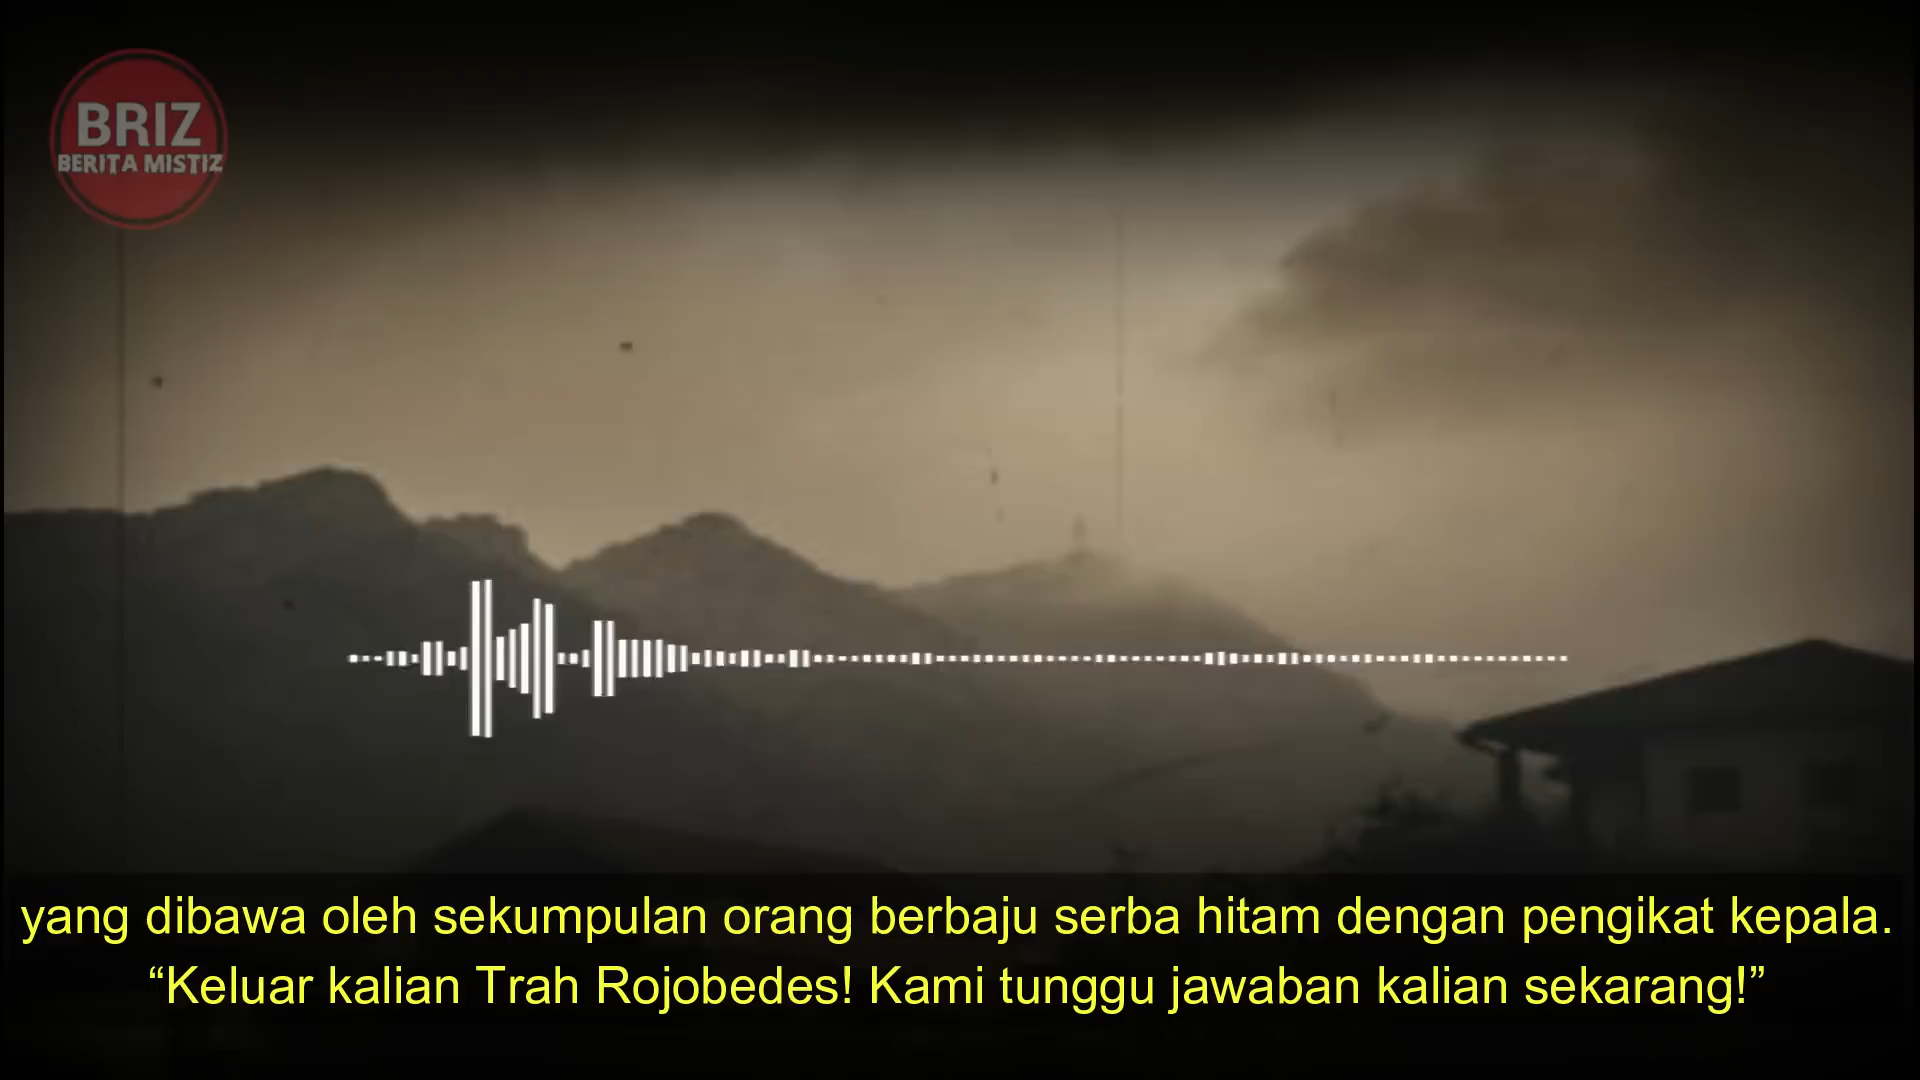 BRIZ
BERITA MISTIZ
yang dibawa oleh sekumpulan orang berbaju serba hitam dengan pengikat kepala.
“Keluar kalian Trah Rojobedes! Kami tunggu jawaban kalian sekarang!”